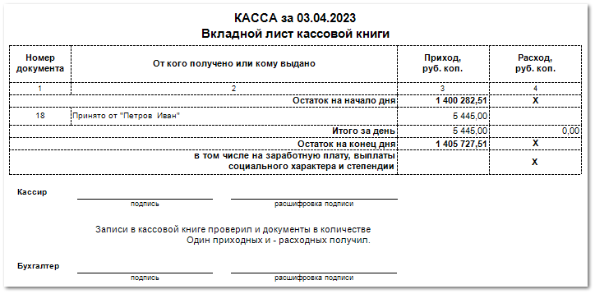 КАССА за 03.04.2023
Вкладной лист кассовой книги
Номер документа От кого получено или кому выдано Приход, руб. коп. Расход, руб. коп.
1 2 3 4
Остаток на начало дня 1 400 282,51 X
18 Принято от "Петров Иван" 5 445,00
Итого за день 5 445,00 0,00
Остаток на конец дня 1 405 727,51 X
в том числе на заработную плату, выплаты
социального характера и степендии X
Кассир
подпись расшифровка подписи
Записи в кассовой книге проверил и документы в количестве
Один приходных и - расходных получил.
Бухгалтер
подпись расшифровка подписи